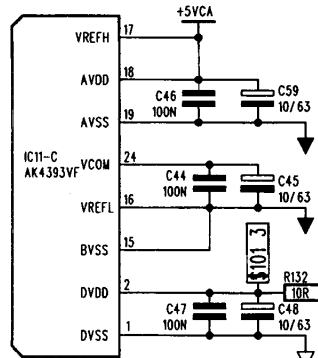 +5VCA
VREFH 17
AVDD 18
C46 100N
C59 10/63
AVSS 19
IC11-C
AK4393VF
VCOM 24
C44 100N
C45 10/63
VREFL 16
BVSS 15
$101 3
R132
10R
DVDD 2
C47 100N
C48 10/63
DVSS 1